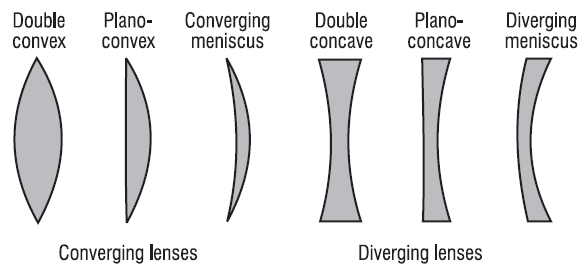 Double
convex
Plano-
convex
Converging
meniscus
Double
concave
Plano-
concave
Diverging
meniscus
Converging lenses
Diverging lenses